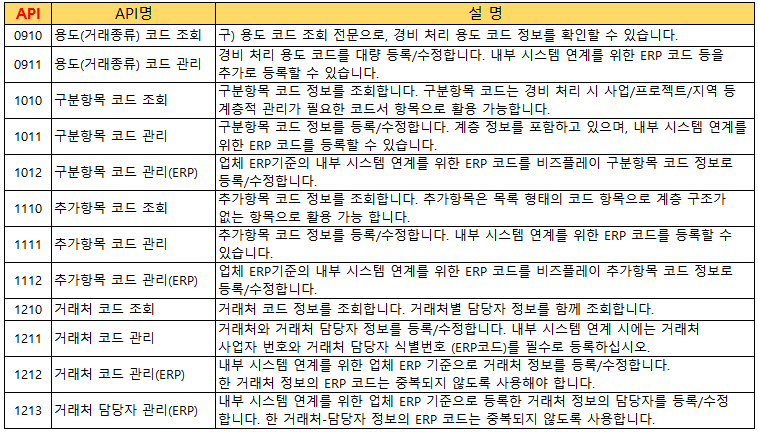 API API명 설 명
0910 용도(거래종류) 코드 조회 구) 용도 코드 조회 전문으로, 경비 처리 용도 코드 정보를 확인할 수 있습니다.
0911 용도(거래종류) 코드 관리 경비 처리 용도 코드를 대량 등록/수정합니다. 내부 시스템 연계를 위한 ERP 코드 등을
추가로 등록할 수 있습니다.
1010 구분항목 코드 조회 구분항목 코드 정보를 조회합니다. 구분항목 코드는 경비 처리 시 사업/프로젝트/지역 등
계층적 관리가 필요한 코드서 항목으로 활용 가능합니다.
1011 구분항목 코드 관리 구분항목 코드 정보를 등록/수정합니다. 계층 정보를 포함하고 있으며, 내부 시스템 연계를
위한 ERP 코드를 등록할 수 있습니다.
1012 구분항목 코드 관리(ERP) 업체 ERP기준의 내부 시스템 연계를 위한 ERP 코드를 비즈플레이 구분항목 코드 정보로
등록/수정합니다.
1110 추가항목 코드 조회 추가항목 코드 정보를 조회합니다. 추가항목은 목록 형태의 코드 항목으로 계층 구조가
없는 항목으로 활용 가능 합니다.
1111 추가항목 코드 관리 추가항목 코드 정보를 등록/수정합니다. 내부 시스템 연계를 위한 ERP 코드를 등록할 수
있습니다.
1112 추가항목 코드 관리(ERP) 업체 ERP기준의 내부 시스템 연계를 위한 ERP 코드를 비즈플레이 추가항목 코드 정보로
등록/수정합니다.
1210 거래처 코드 조회 거래처 코드 정보를 조회합니다. 거래처별 담당자 정보를 함께 조회합니다.
1211 거래처 코드 관리 거래처와 거래처 담당자 정보를 등록/수정합니다. 내부 시스템 연계 시에는 거래처
사업자 번호와 거래처 담당자 식별번호 (ERP코드)를 필수로 등록하십시오.
1212 거래처 코드 관리(ERP) 내부 시스템 연계를 위한 업체 ERP 기준으로 거래처 정보를 등록/수정합니다.
한 거래처 정보의 ERP 코드는 중복되지 않도록 사용해야 합니다.
1213 거래처 담당자 관리(ERP) 내부 시스템 연계를 위한 업체 ERP 기준으로 등록한 거래처 정보의 담당자를 등록/수정
합니다. 한 거래처-담당자 정보의 ERP 코드는 중복되지 않도록 사용합니다.